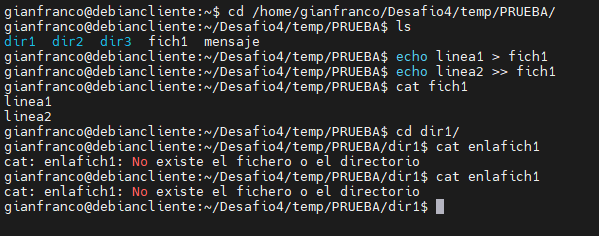 gianfranco@debiancliente:~$ cd /home/gianfranco/Desafio4/temp/PRUEBA/
gianfranco@debiancliente:~/Desafio4/temp/PRUEBA$ ls
dir1  dir2  dir3  fich1  mensaje
gianfranco@debiancliente:~/Desafio4/temp/PRUEBA$ echo linea1 > fich1
gianfranco@debiancliente:~/Desafio4/temp/PRUEBA$ echo linea2 >> fich1
gianfranco@debiancliente:~/Desafio4/temp/PRUEBA$ cat fich1
linea1
linea2
gianfranco@debiancliente:~/Desafio4/temp/PRUEBA$ cd dir1/
gianfranco@debiancliente:~/Desafio4/temp/PRUEBA/dir1$ cat enlafich1
cat: enlafich1: No existe el fichero o el directorio
gianfranco@debiancliente:~/Desafio4/temp/PRUEBA/dir1$ cat enlafich1
cat: enlafich1: No existe el fichero o el directorio
gianfranco@debiancliente:~/Desafio4/temp/PRUEBA/dir1$